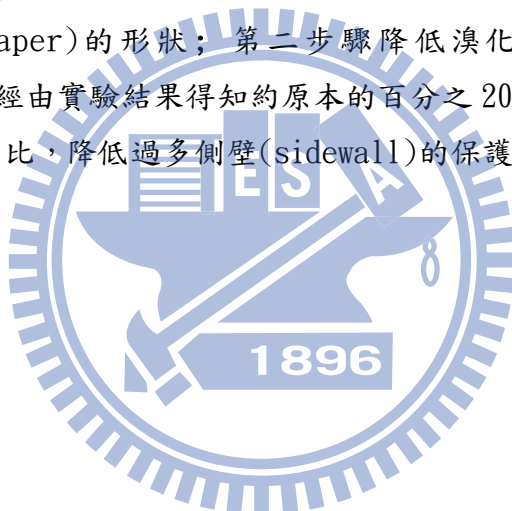 aper)的形狀；第二步驟降低溴化
經由實驗結果得知約原本的百分之 20
比，降低過多側壁(sidewall)的保護
E S A
8
1896